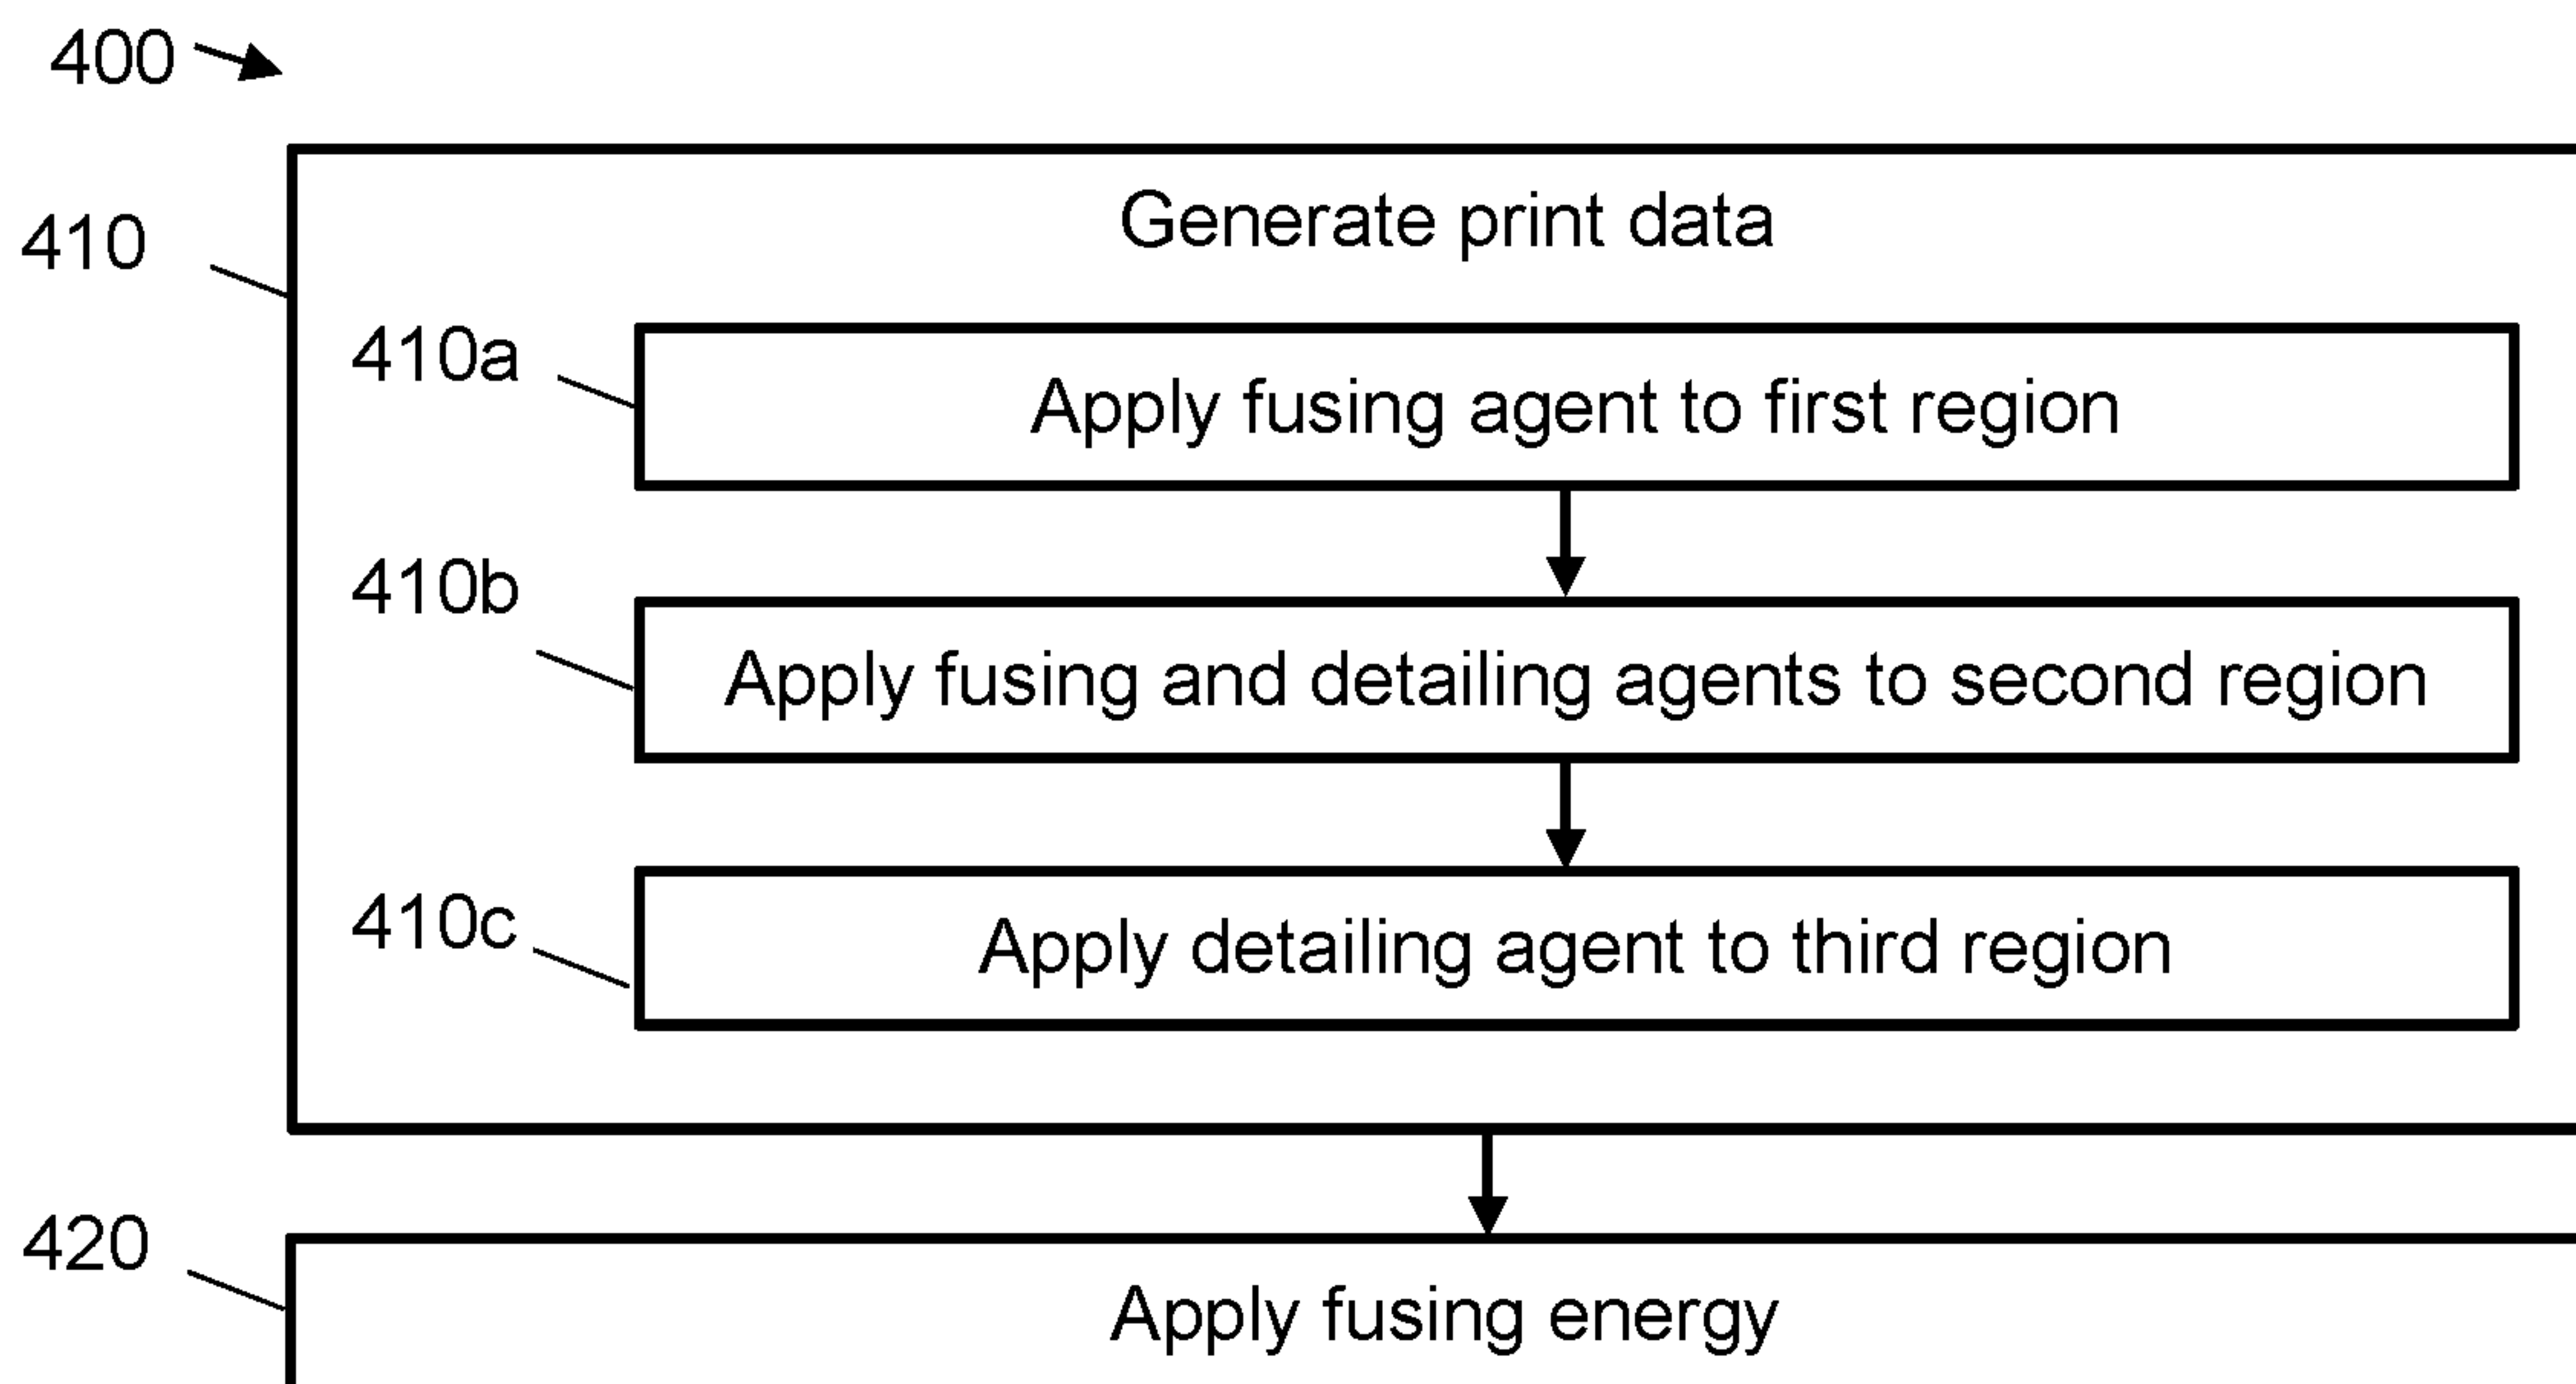 400
410
Generate print data
410a
Apply fusing agent to first region
410b
Apply fusing and detailing agents to second region
410c
Apply detailing agent to third region
420
Apply fusing energy